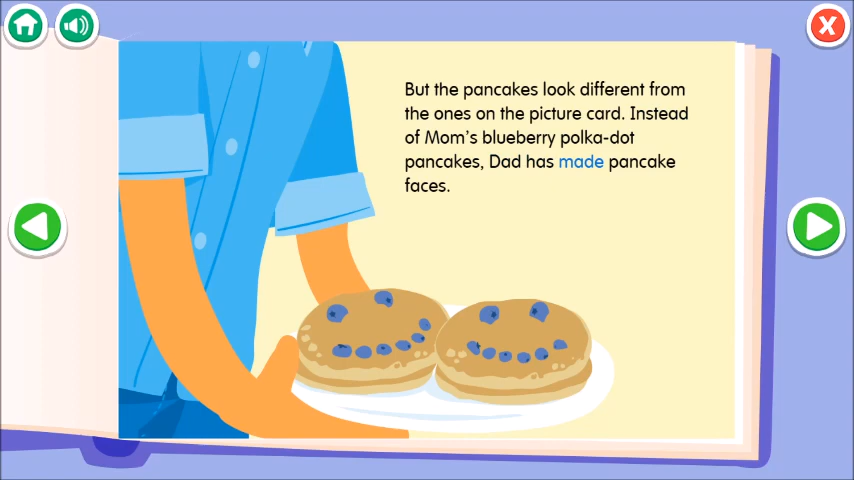 But the pancakes look different from
the ones on the picture card. Instead
of Mom's blueberry polka-dot
pancakes, Dad has made pancake
faces.